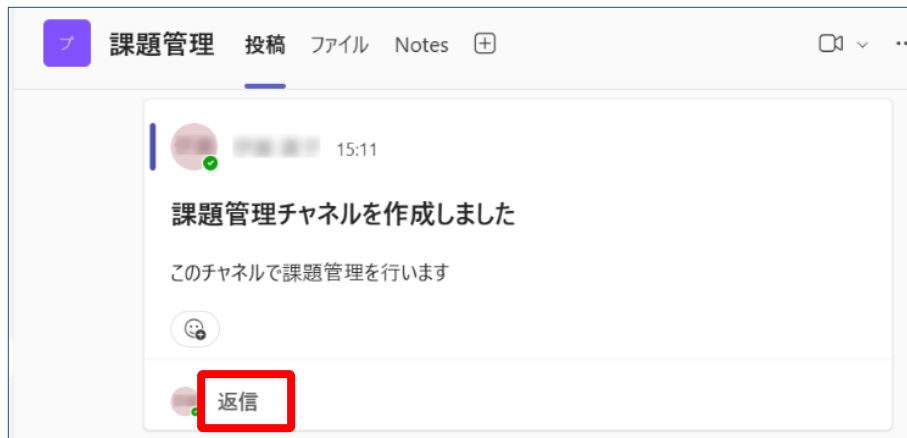 プ 課題管理 投稿 ファイル Notes
15:11
課題管理チャネルを作成しました
このチャネルで課題管理を行います
返信